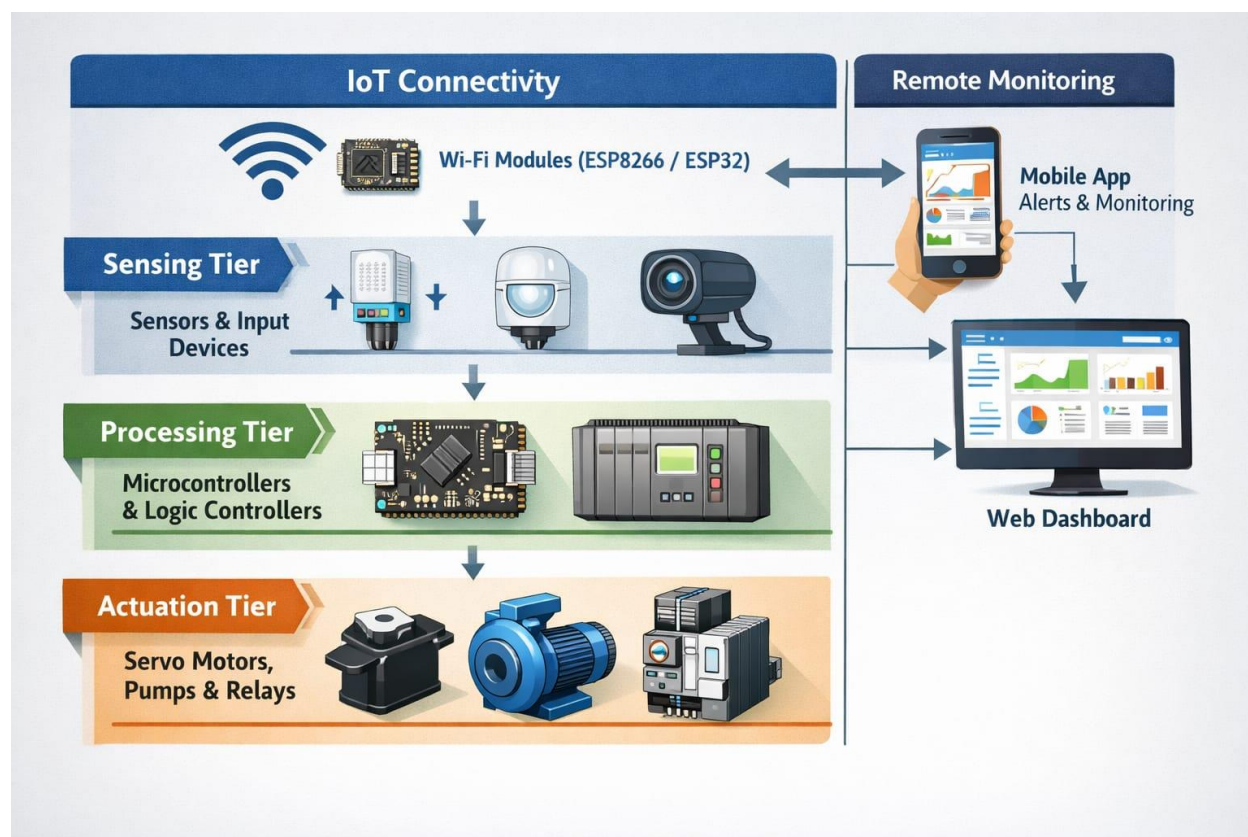 IoT Connectivity
Remote Monitoring
Wi-Fi Modules (ESP8266 / ESP32)
Mobile App
Alerts & Monitoring
Sensing Tier
Sensors & Input
Devices
Processing Tier
Microcontrollers
& Logic Controllers
Web Dashboard
Actuation Tier
Servo Motors,
Pumps & Relays